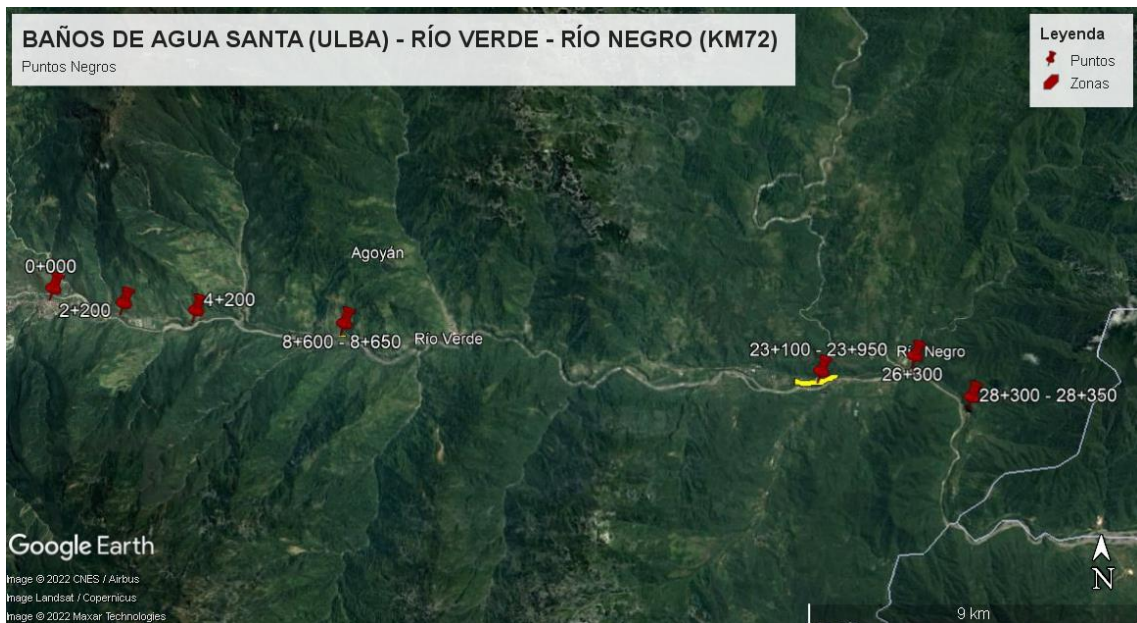 BAÑOS DE AGUA SANTA (ULBA) - RÍO VERDE - RÍO NEGRO (KM72)
Puntos Negros
Leyenda
Puntos
Zonas
Agoyán
0+000
2+200
4+200
8+600 - 8+650
Río Verde
23+100 - 23+950
Río Negro
26+300
28+300 - 28+350
Google Earth
Image © 2022 CNES / Airbus
Image Landsat / Copernicus
Image © 2022 Maxar Technologies
N
9 km